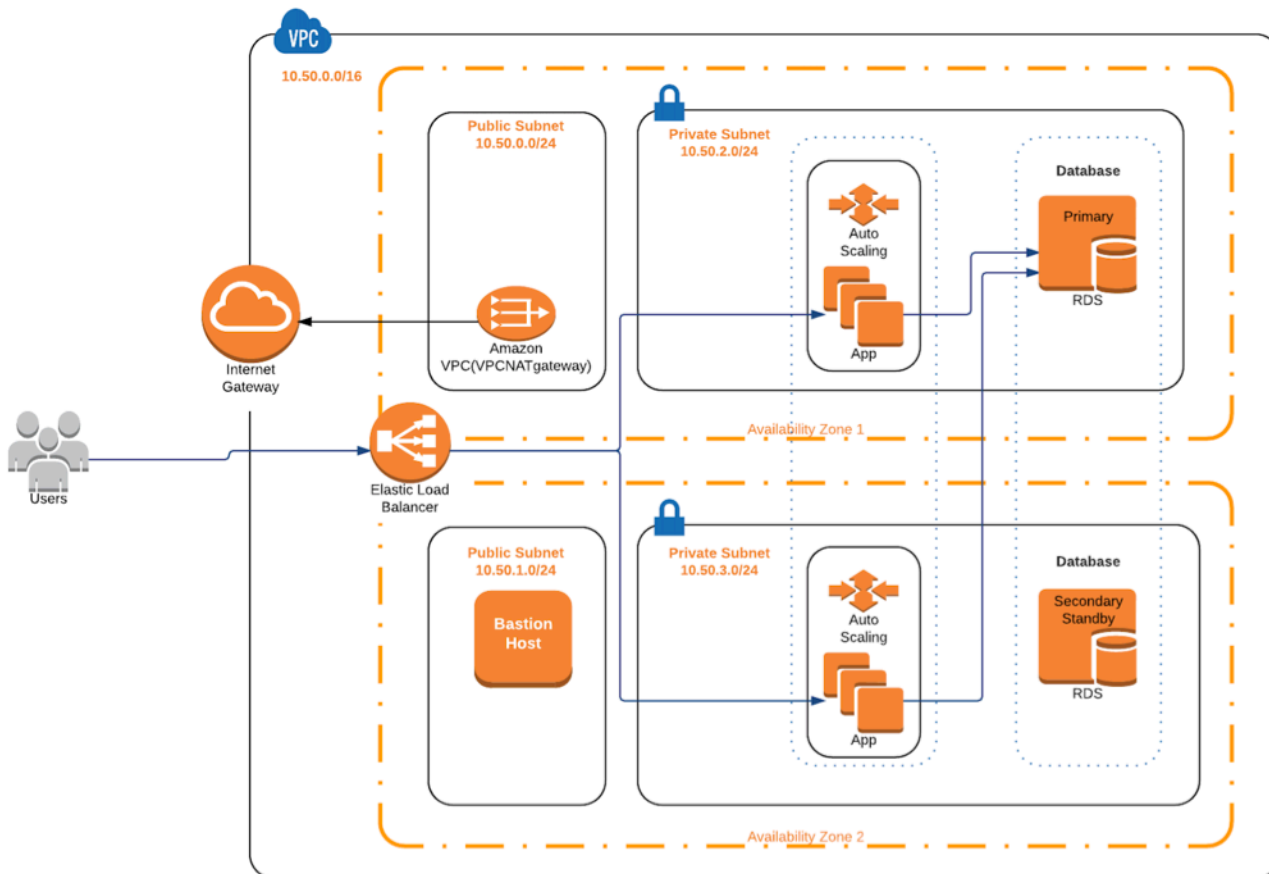 VPC
10.50.0.0/16
Public Subnet
10.50.0.0/24
Private Subnet
10.50.2.0/24
Database
Primary
RDS
Auto
Scaling
App
Amazon
VPC(VPCNATgateway)
Internet
Gateway
Availability Zone 1
Users
Elastic Load
Balancer
Public Subnet
10.50.1.0/24
Bastion
Host
Private Subnet
10.50.3.0/24
Auto
Scaling
App
Database
Secondary
Standby
RDS
Availability Zone 2